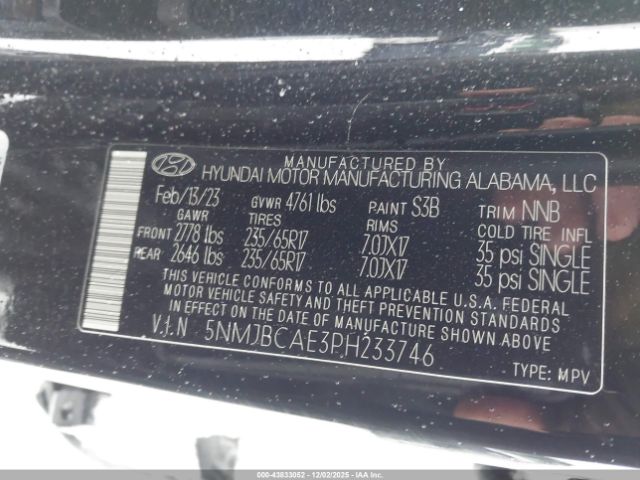 MANUFACTURED BY
HYUNDAI MOTOR MANUFACTURING ALABAMA, LLC
Feb/13/23 GVWR 4761 lbs PAINT S3B TRIM NNB
GAWR TIRES RIMS COLD TIRE INFL
FRONT 2778 lbs 235/65R17 7.0JX17 35 psi SINGLE
REAR 2646 lbs 235/65R17 7.0JX17 35 psi SINGLE
THIS VEHICLE CONFORMS TO ALL APPLICABLE U.S.A. FEDERAL
MOTOR VEHICLE SAFETY AND THEFT PREVENTION STANDARDS
IN EFFECT ON THE DATE OF MANUFACTURE SHOWN ABOVE.
V.I.N 5NMJBCAE3PH233746
TYPE: MPV
000-43833052 - 12/02/2025 - IAAI.COM